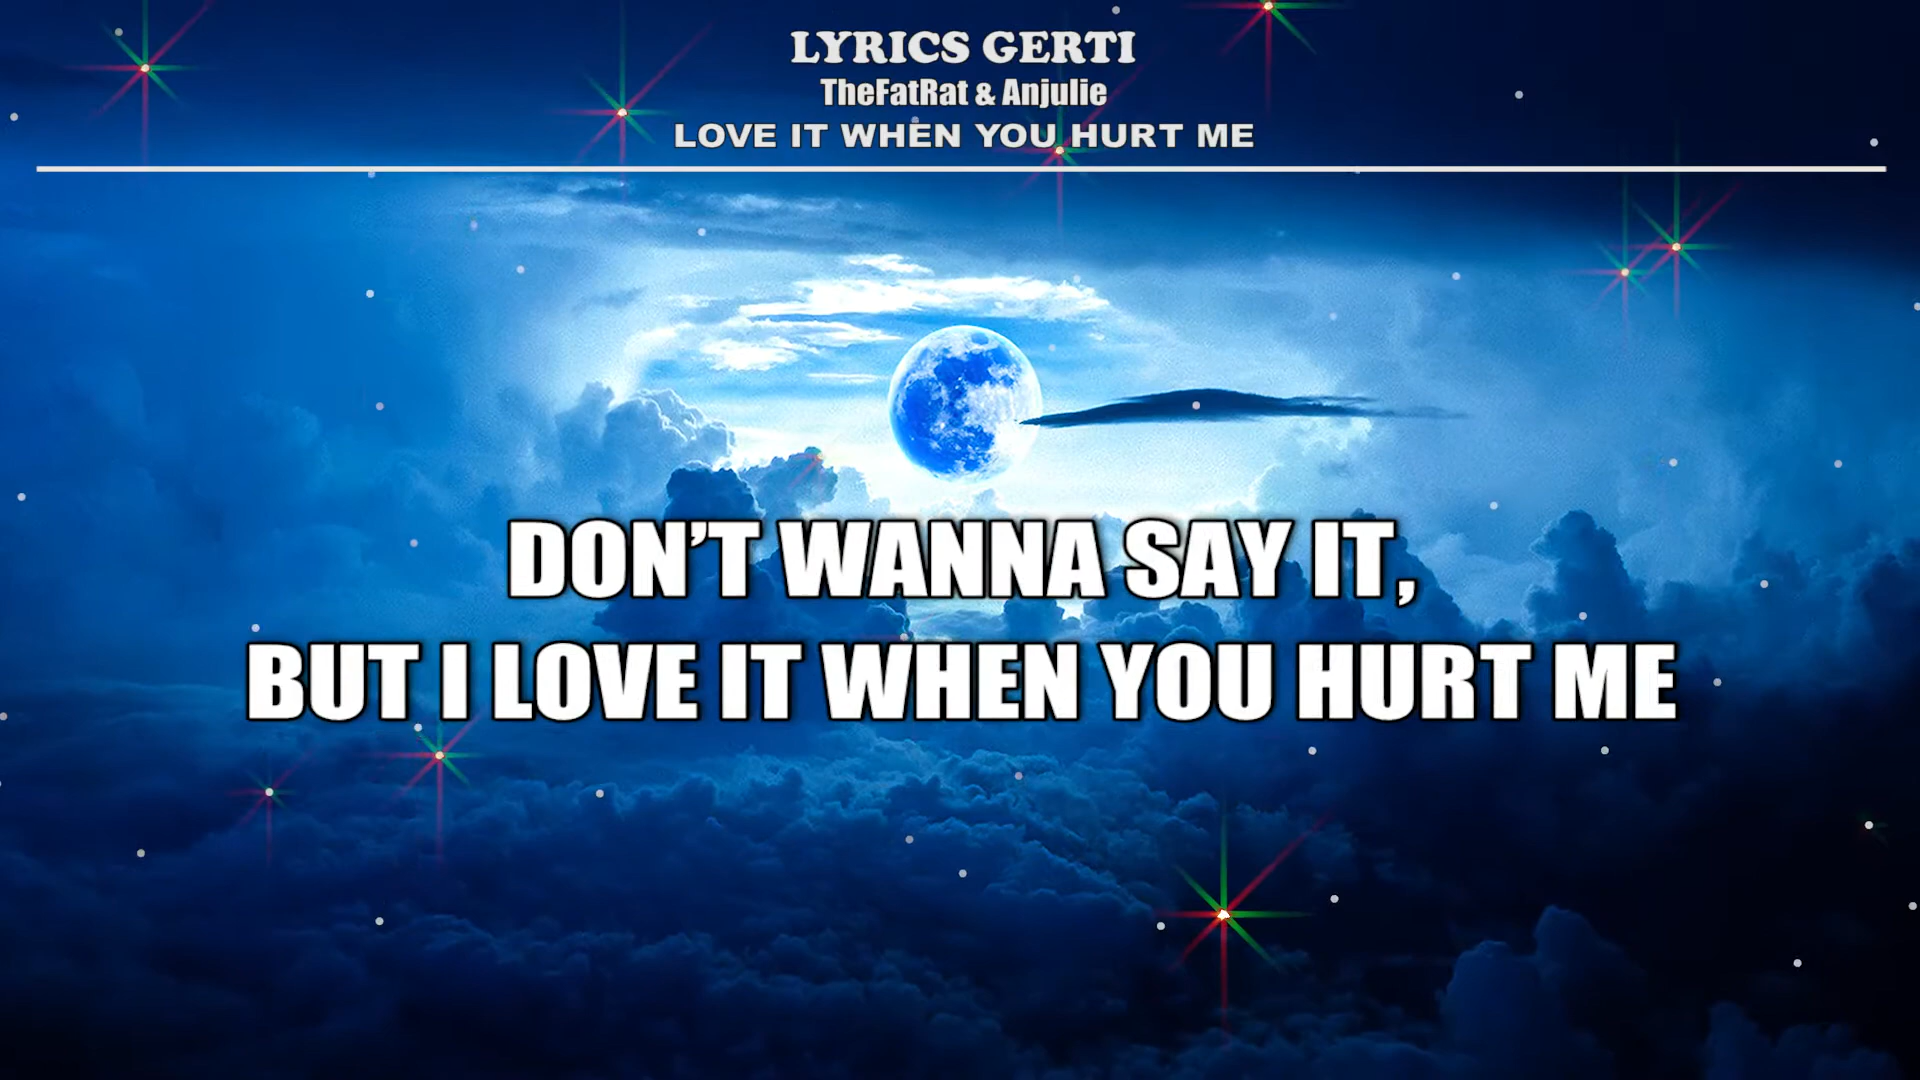 LYRICS GERTI
TheFatRat & Anjulie
LOVE IT WHEN YOU HURT ME
DON’T WANNA SAY IT,
BUT I LOVE IT WHEN YOU HURT ME